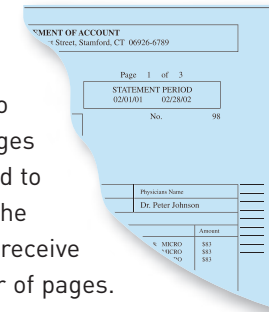 EMENT OF ACCOUNT
Street, Stamford, CT 06926-6789
Page 1 of 3
STATEMENT PERIOD
02/01/01 02/28/02
No. 98
ges
d to
he
receive
of pages.
Physicians Name
Dr. Peter Johnson
Amount
MICRO $83
MICRO $83
$83